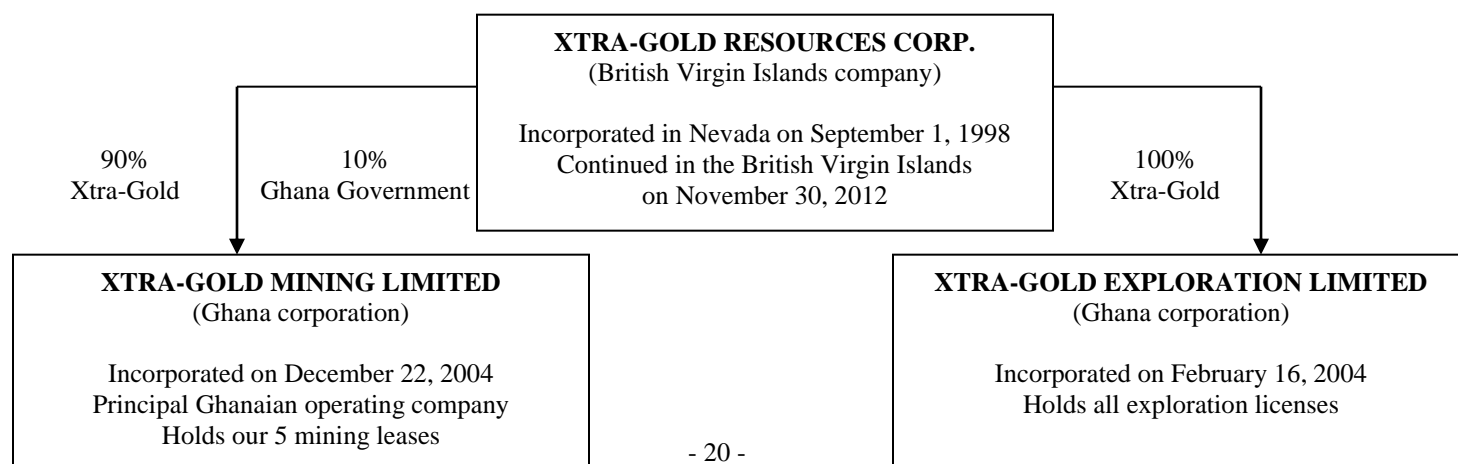 XTRA-GOLD RESOURCES CORP.
(British Virgin Islands company)
Incorporated in Nevada on September 1, 1998
Continued in the British Virgin Islands
on November 30, 2012
90%
Xtra-Gold
10%
Ghana Government
100%
Xtra-Gold
XTRA-GOLD MINING LIMITED
(Ghana corporation)
Incorporated on December 22, 2004
Principal Ghanaian operating company
Holds our 5 mining leases
XTRA-GOLD EXPLORATION LIMITED
(Ghana corporation)
Incorporated on February 16, 2004
Holds all exploration licenses
- 20 -